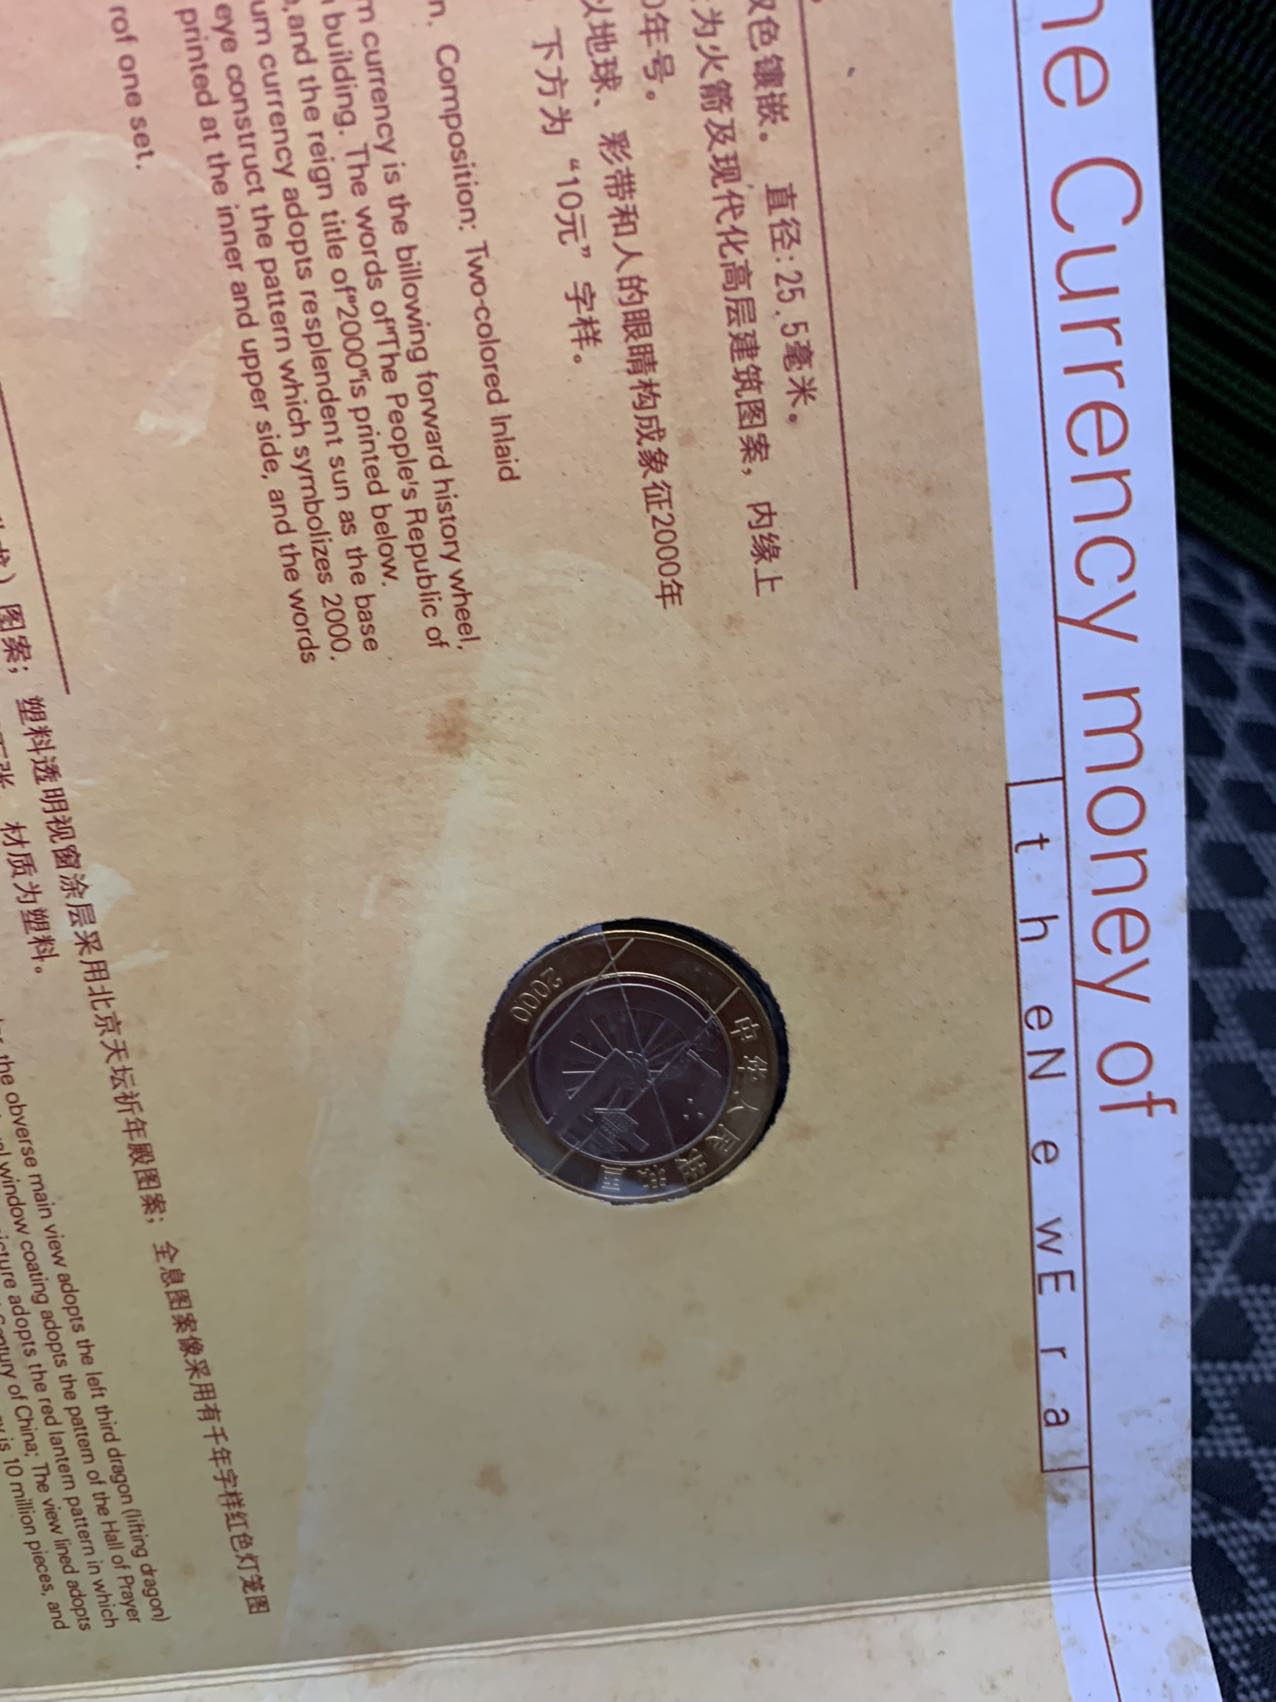 he Currency money of
theNewEra
双色镶嵌。 直径：25.5毫米。
为火箭及现代化高层建筑图案，内缘上
0年号。
以地球、彩带和人的眼睛构成象征2000年
下方为“10元”字样。
n. Composition: Two-colored Inlaid
m currency is the billowing forward history wheel,
building. The words of"The People's Republic of
,and the reign title of"2000"is printed below.
um currency adopts resplendent sun as the base
eye construct the pattern which symbolizes 2000.
printed at the inner and upper side, and the words
rof one set.
中华人民共和国
2000
图案； 塑料透明视窗涂层采用北京天坛祈年殿图案； 全息图案像采用有千年字样红色灯笼图
材质为塑料。
the obverse main view adopts the left third dragon (lifting dragon)
window coating adopts the pattern of the Hall of Prayer
picture adopts the red lantern pattern in which
Century of China; The view lined adopts
is 10 million pieces, and